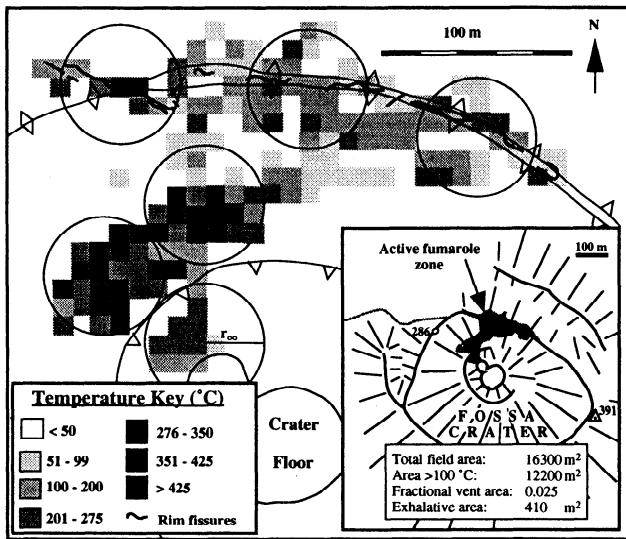 100 m
N
r∞
Active fumarole
zone
100 m
286
391
FOSSA
CRATER
Total field area: 16300 m²
Area >100 ˚C: 12200 m²
Fractional vent area: 0.025
Exhalative area: 410 m²
Temperature Key (˚C)
< 50
276 - 350
51 - 99
351 - 425
100 - 200
> 425
201 - 275
Rim fissures
Crater
Floor